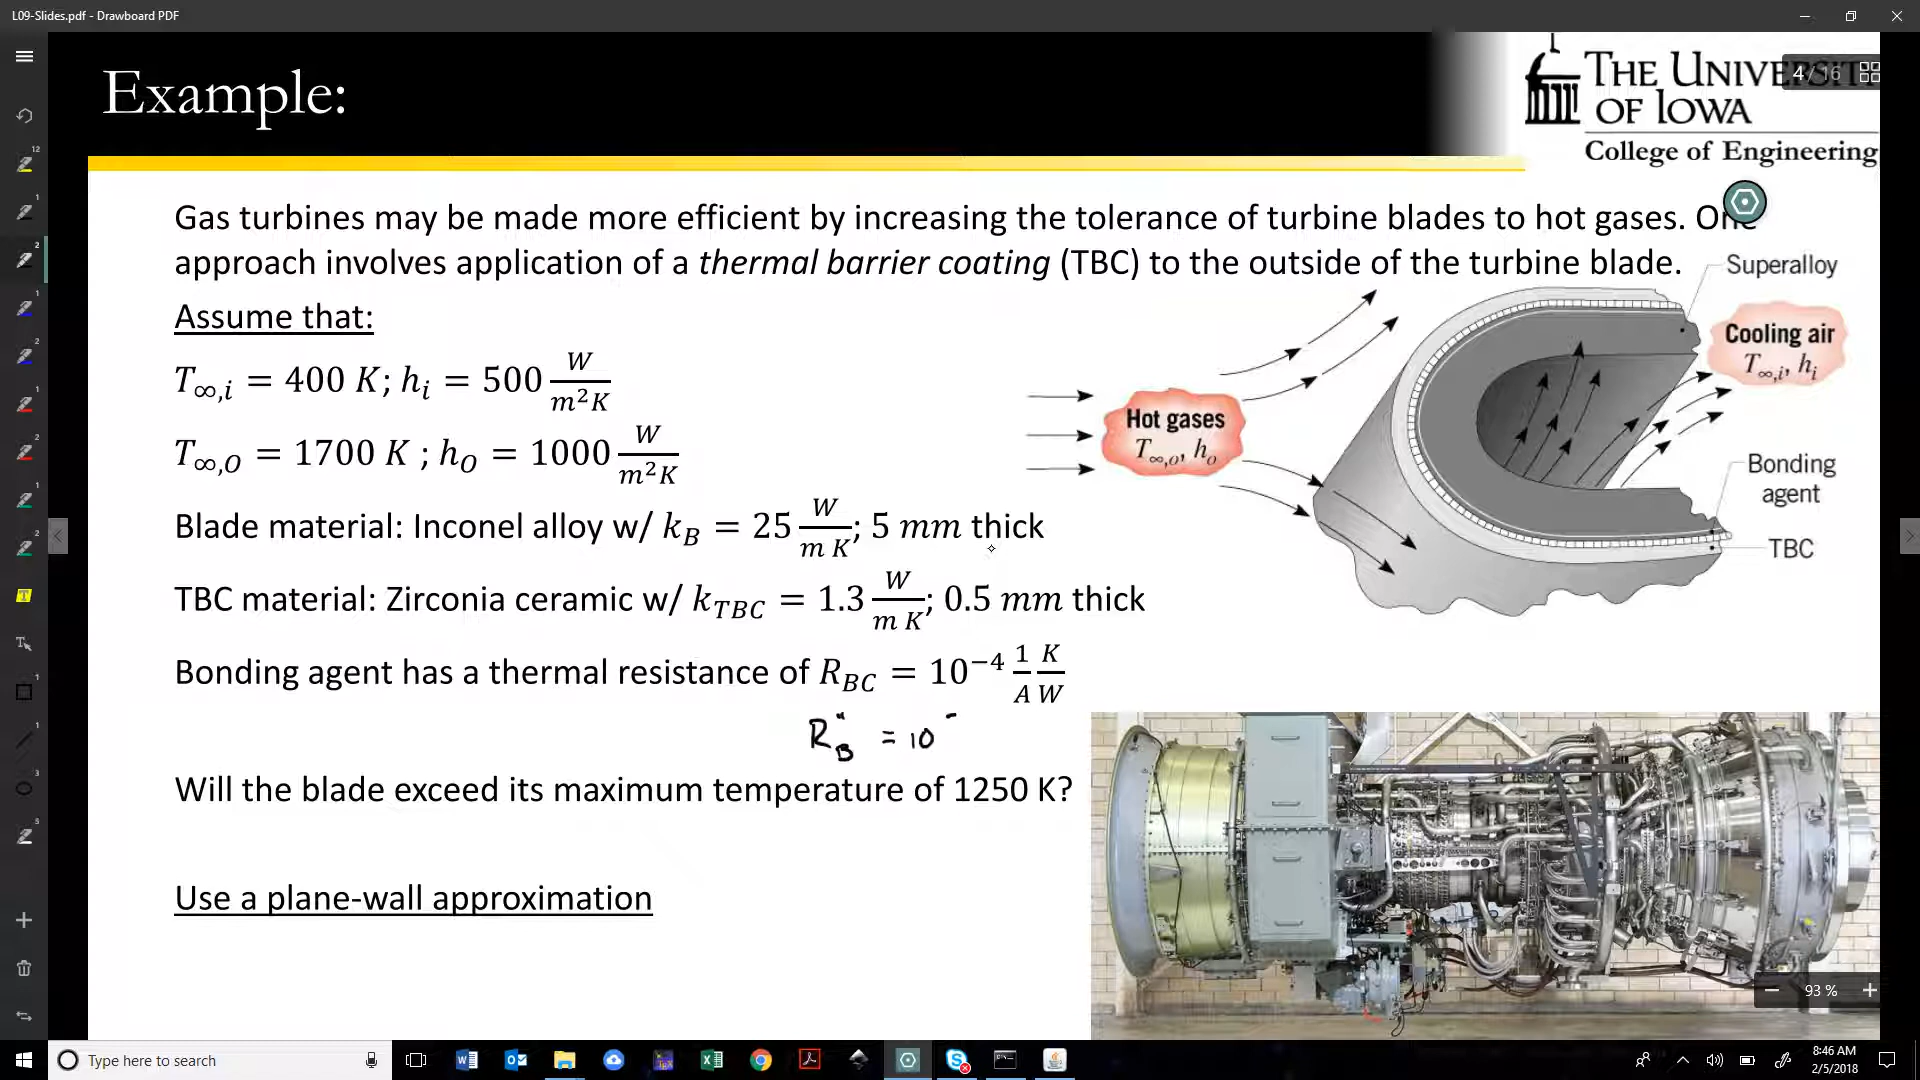 L09-Slides.pdf - Drawboard PDF
Example:
THE UNIVERSIT
OF IOWA
College of Engineering
4 / 16
Gas turbines may be made more efficient by increasing the tolerance of turbine blades to hot gases. One
approach involves application of a thermal barrier coating (TBC) to the outside of the turbine blade.
Assume that:
T∞,i = 400 K; hi = 500 W/m²K
T∞,O = 1700 K ; hO = 1000 W/m²K
Blade material: Inconel alloy w/ kB = 25 W/m K; 5 mm thick
TBC material: Zirconia ceramic w/ kTBC = 1.3 W/m K; 0.5 mm thick
Bonding agent has a thermal resistance of RBC = 10⁻⁴ 1/A K/W
R"B = 10⁻
Will the blade exceed its maximum temperature of 1250 K?
Use a plane-wall approximation
Superalloy
Cooling air
T∞,i, hi
Hot gases
T∞,o, ho
Bonding
agent
TBC
93 %
Type here to search
8:46 AM
2/5/2018